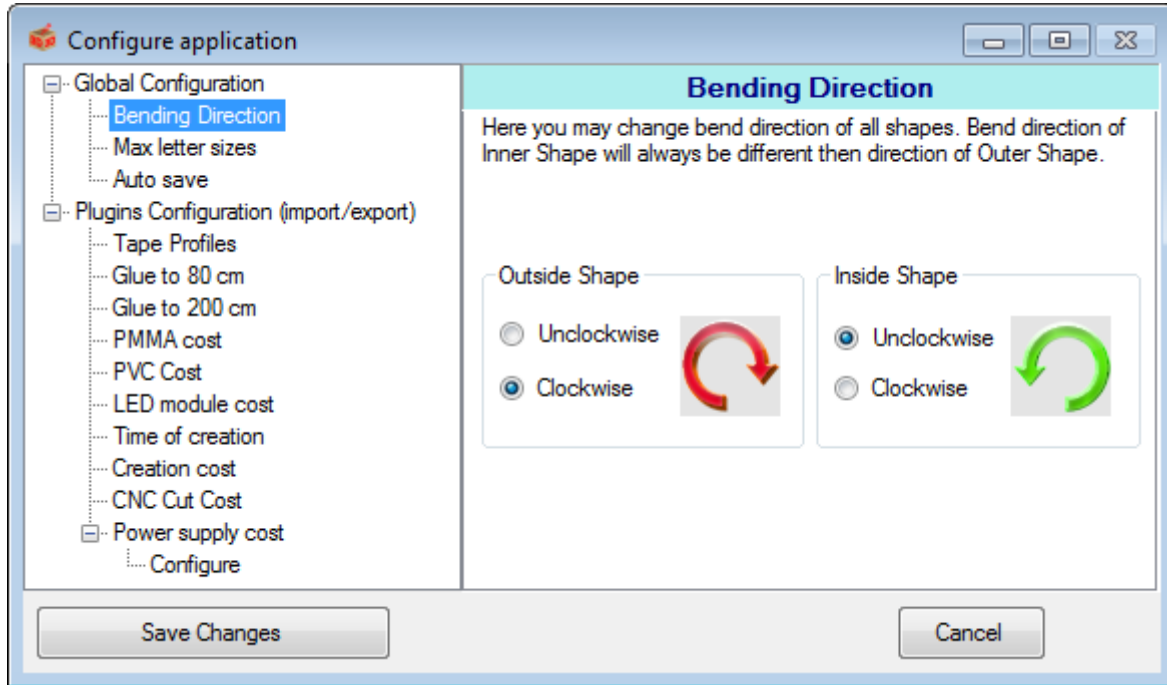 Configure application
Global Configuration
Bending Direction
Max letter sizes
Auto save
Plugins Configuration (import/export)
Tape Profiles
Glue to 80 cm
Glue to 200 cm
PMMA cost
PVC Cost
LED module cost
Time of creation
Creation cost
CNC Cut Cost
Power supply cost
Configure
Bending Direction
Here you may change bend direction of all shapes. Bend direction of
Inner Shape will always be different then direction of Outer Shape.
Outside Shape
Unclockwise
Clockwise
Inside Shape
Unclockwise
Clockwise
Save Changes
Cancel